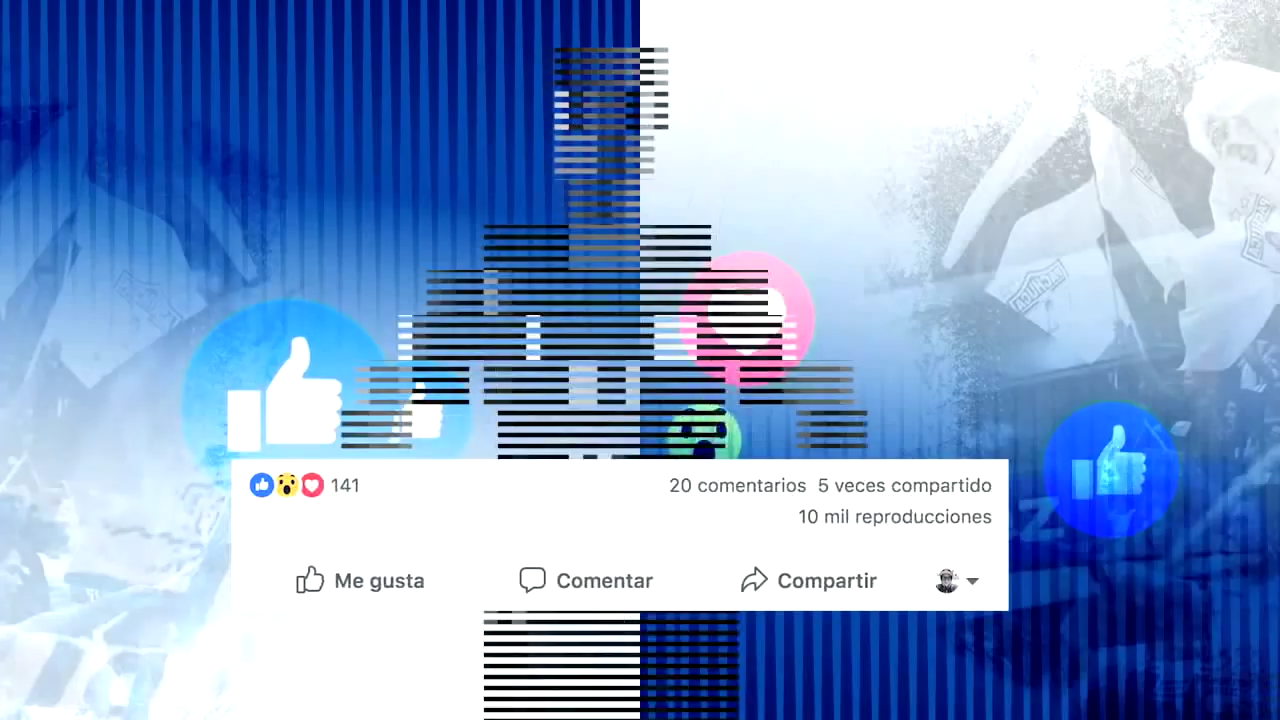 141
20 comentarios 5 veces compartido
10 mil reproducciones
Me gusta
Comentar
Compartir